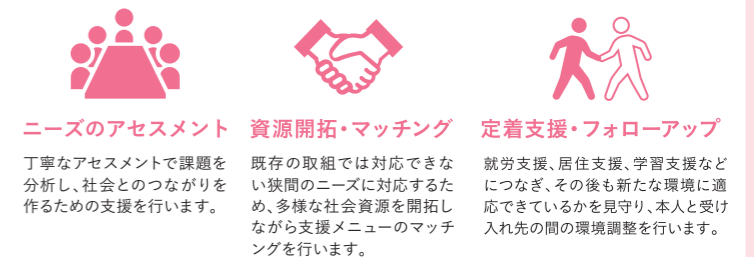 ニーズのアセスメント
丁寧なアセスメントで課題を
分析し、社会とのつながりを
作るための支援を行います。
資源開拓・マッチング
既存の取組では対応できな
い狭間のニーズに対応するた
め、多様な社会資源を開拓し
ながら支援メニューのマッチ
ングを行います。
定着支援・フォローアップ
就労支援、居住支援、学習支援など
につなぎ、その後も新たな環境に適
応できているかを見守り、本人と受け
入れ先の間の環境調整を行います。